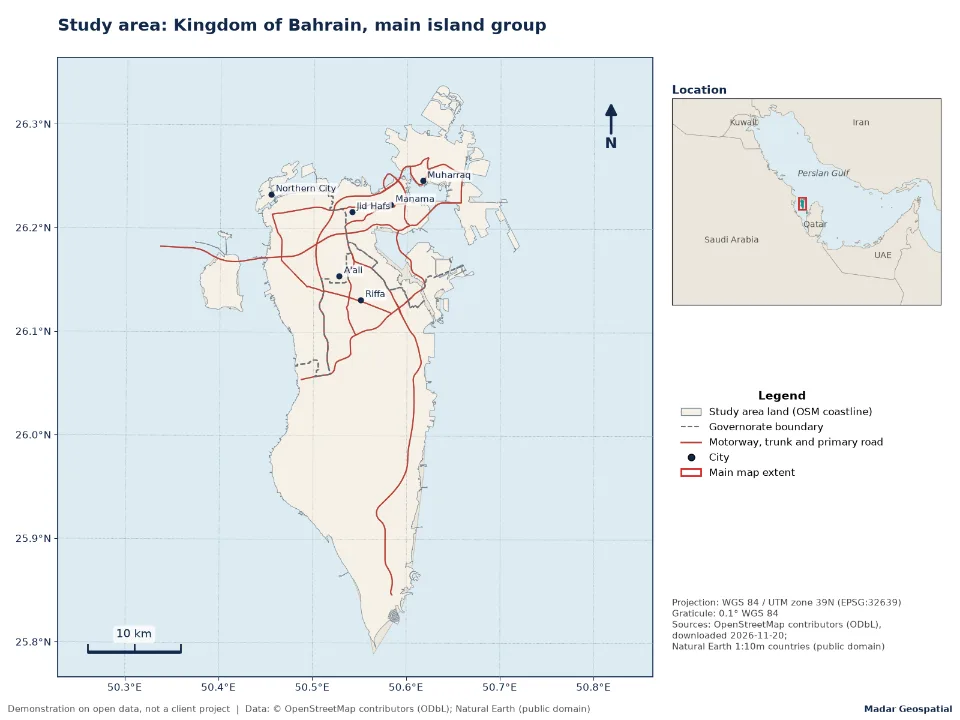 Study area: Kingdom of Bahrain, main island group
26.3°N
26.2°N
26.1°N
26.0°N
25.9°N
25.8°N
50.3°E
50.4°E
50.5°E
50.6°E
50.7°E
50.8°E
N
Muharraq
Northern City
Manama
Jid Hafs
A'ali
Riffa
10 km
Location
Kuwait
Iran
Persian Gulf
Qatar
Saudi Arabia
UAE
Legend
Study area land (OSM coastline)
Governorate boundary
Motorway, trunk and primary road
City
Main map extent
Projection: WGS 84 / UTM zone 39N (EPSG:32639)
Graticule: 0.1° WGS 84
Sources: OpenStreetMap contributors (ODbL),
downloaded 2026-11-20;
Natural Earth 1:10m countries (public domain)
Demonstration on open data, not a client project | Data: © OpenStreetMap contributors (ODbL); Natural Earth (public domain)
Madar Geospatial